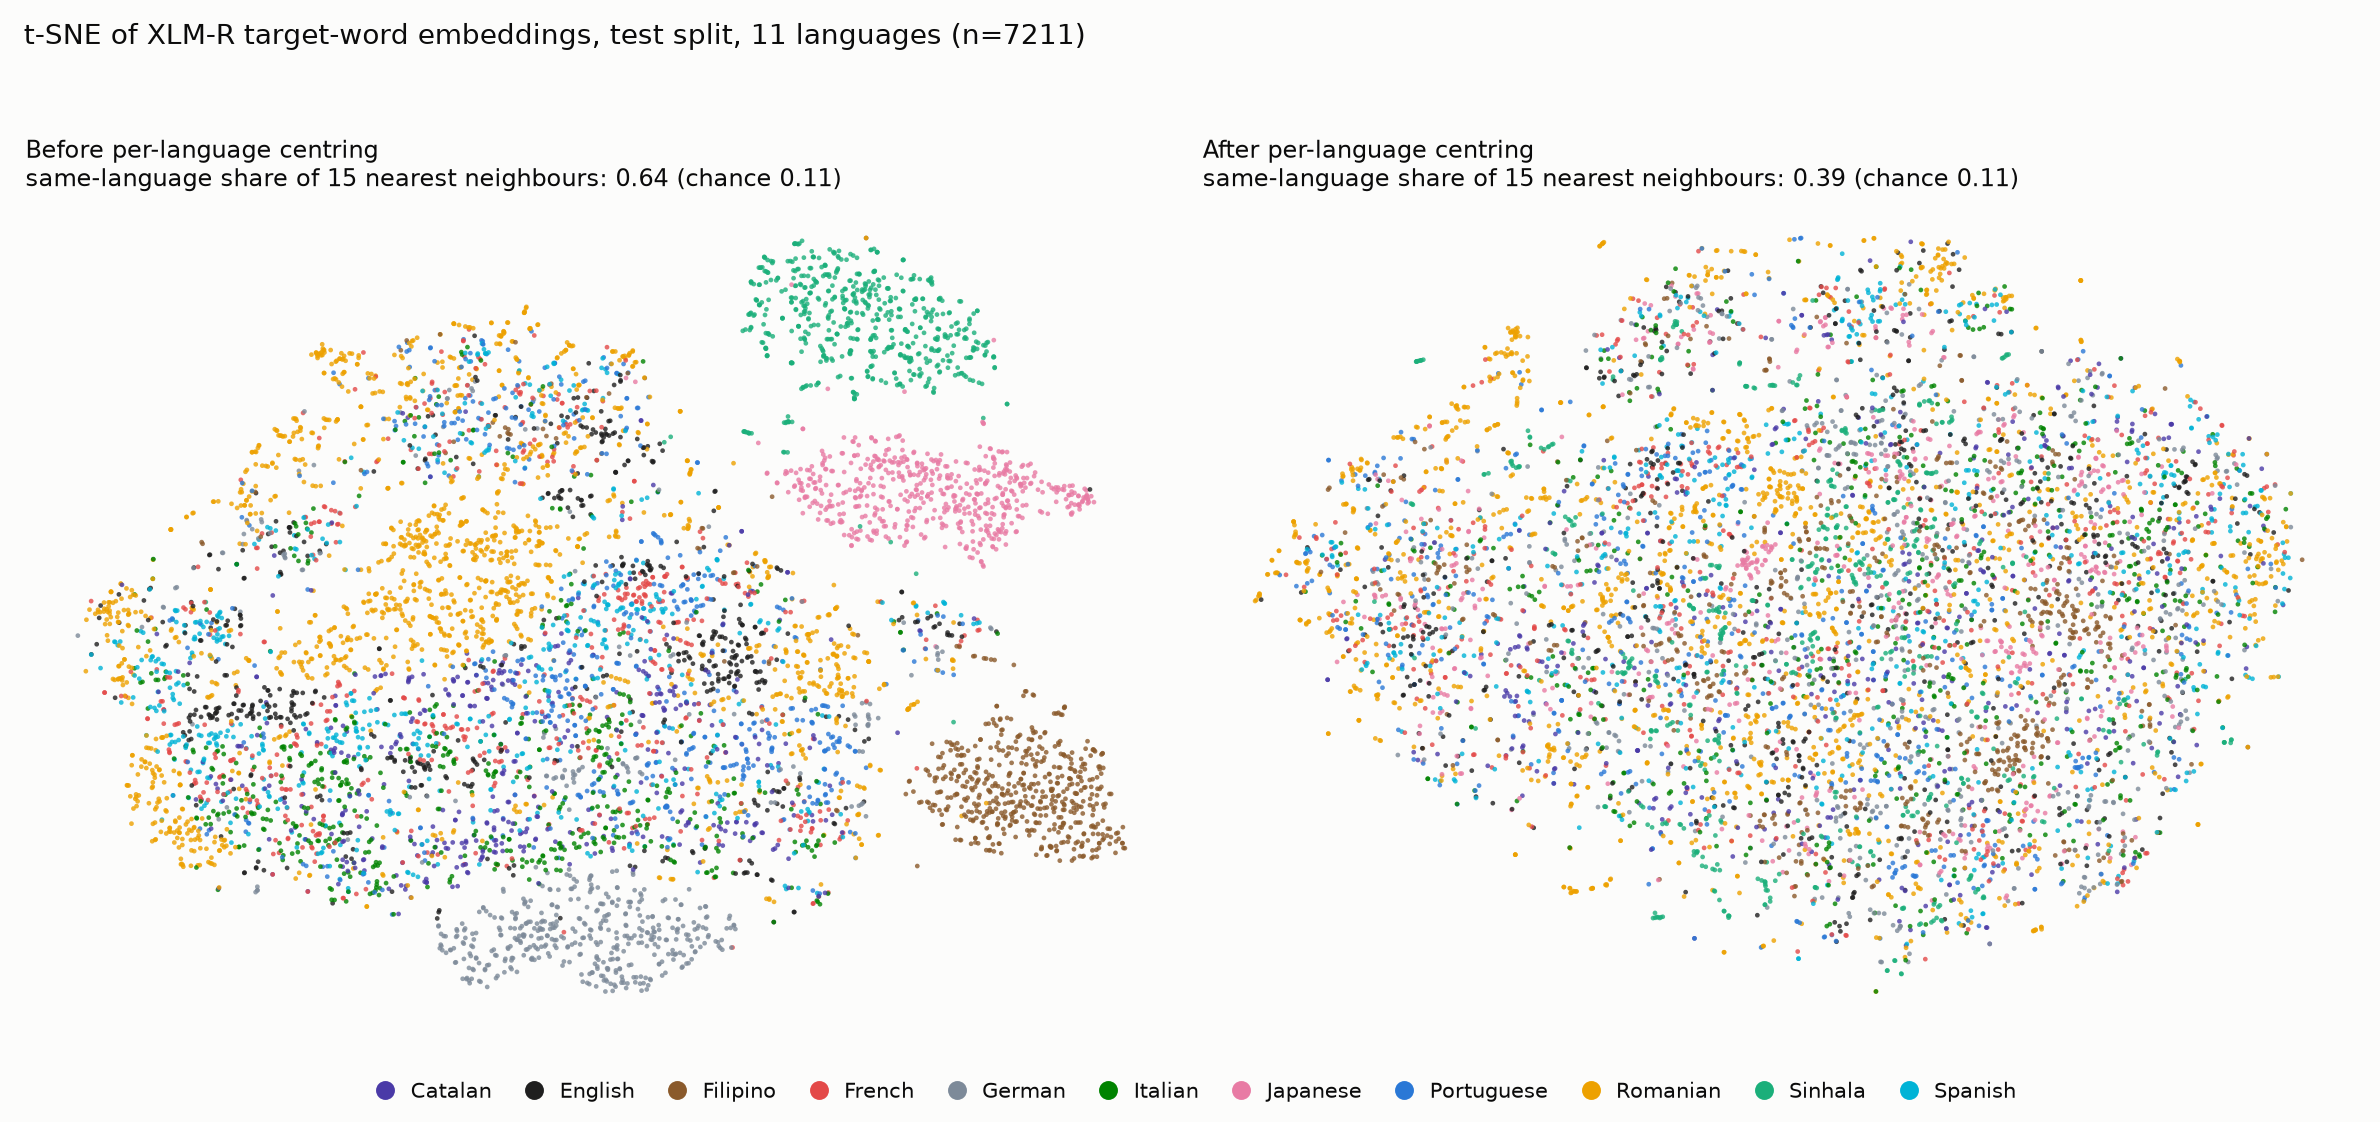 t-SNE of XLM-R target-word embeddings, test split, 11 languages (n=7211)
Before per-language centring
same-language share of 15 nearest neighbours: 0.64 (chance 0.11)
After per-language centring
same-language share of 15 nearest neighbours: 0.39 (chance 0.11)
Catalan English Filipino French German Italian Japanese Portuguese Romanian Sinhala Spanish